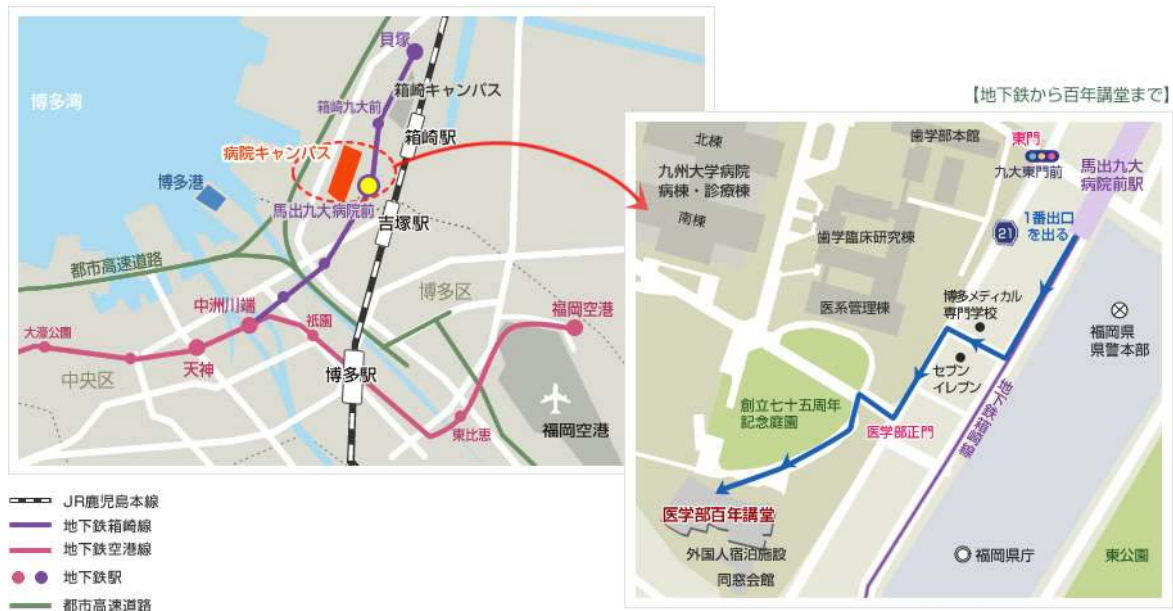 博多湾
貝塚
箱崎キャンパス
箱崎九大前
箱崎駅
病院キャンパス
博多港
馬出九大病院前
吉塚駅
都市高速道路
中洲川端
博多区
祇園
福岡空港
大濠公園
天神
博多駅
中央区
東比恵
福岡空港
JR鹿児島本線
地下鉄箱崎線
地下鉄空港線
地下鉄駅
都市高速道路
【地下鉄から百年講堂まで】
北棟
九州大学病院
病棟・診療棟
南棟
歯学部本館
東門
九大東門前
馬出九大
病院前駅
21
1番出口
を出る
歯学臨床研究棟
医系管理棟
博多メディカル
専門学校
セブン
イレブン
福岡県
県警本部
創立七十五周年
記念庭園
医学部正門
地下鉄箱崎線
医学部百年講堂
外国人宿泊施設
同窓会館
福岡県庁
東公園